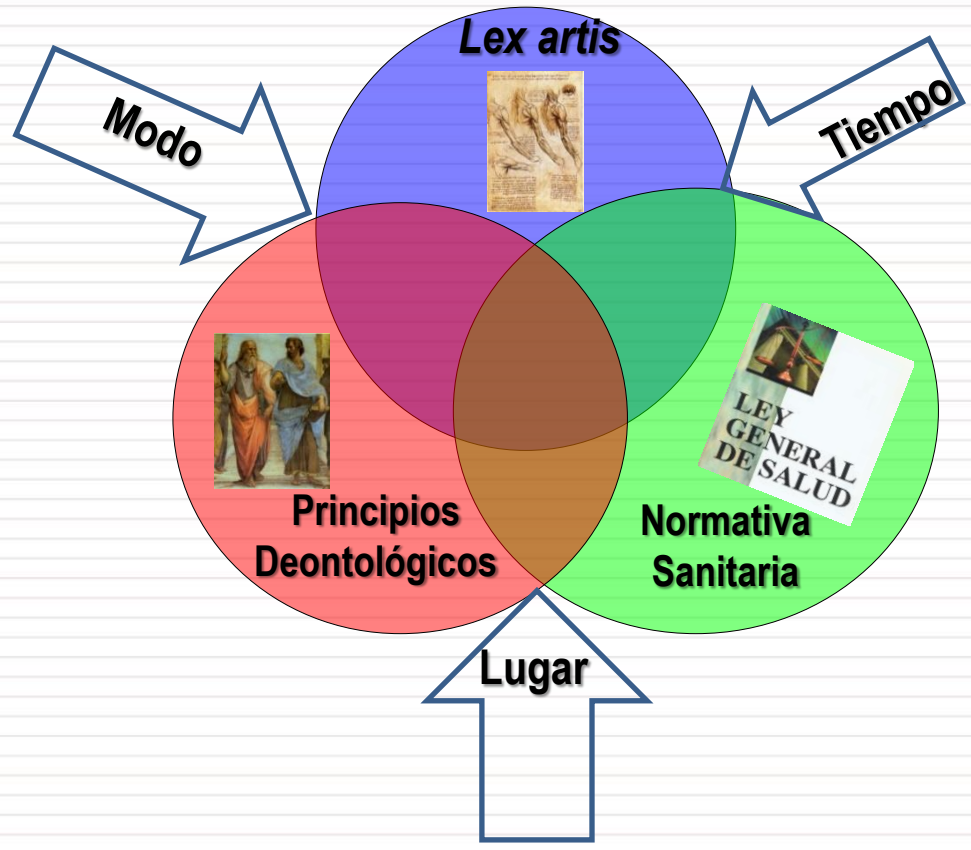 Lex artis
Modo
Tiempo
LEY
GENERAL
DE SALUD
Principios
Deontológicos
Normativa
Sanitaria
Lugar